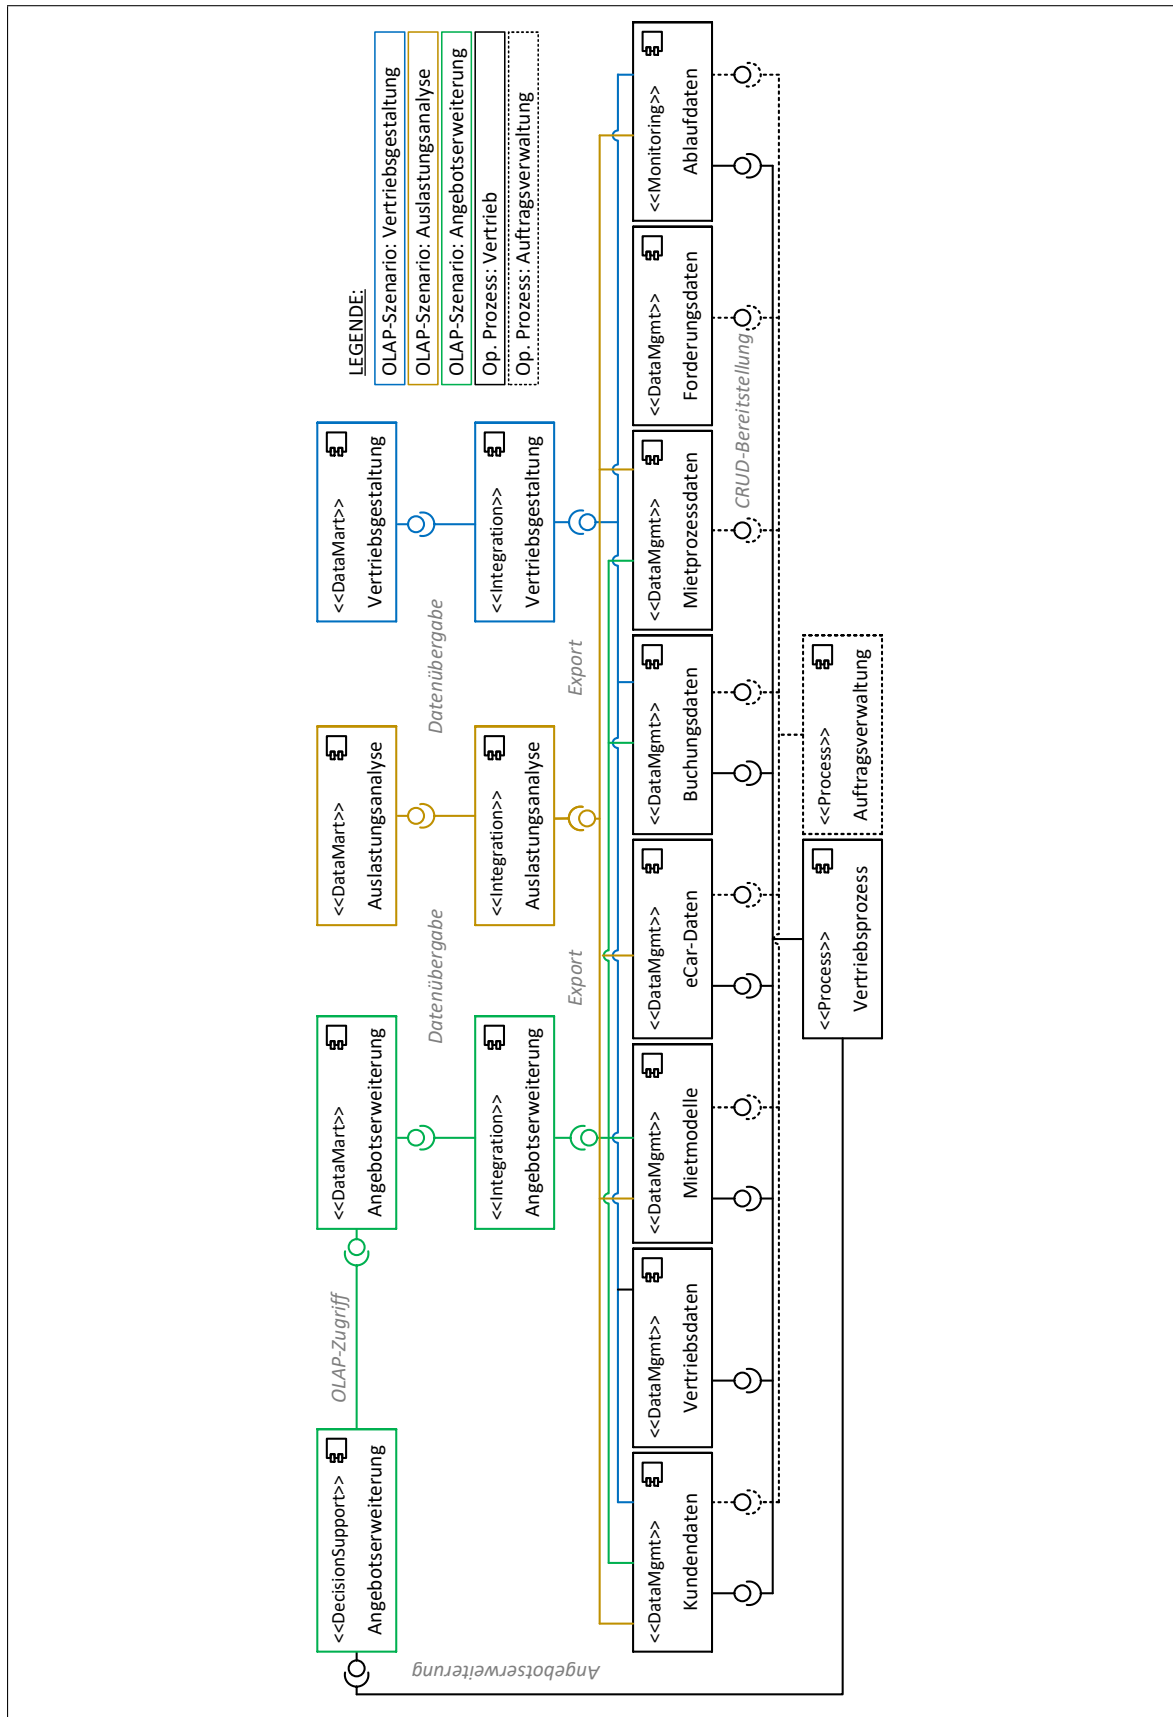 LEGENDE:
OLAP-Szenario: Vertriebsgestaltung
OLAP-Szenario: Auslastungsanalyse
OLAP-Szenario: Angebotserweiterung
Op. Prozess: Vertrieb
Op. Prozess: Auftragsverwaltung
<<DecisionSupport>>
Angebotserweiterung
OLAP-Zugriff
<<DataMart>>
Angebotserweiterung
<<DataMart>>
Auslastungsanalyse
<<DataMart>>
Vertriebsgestaltung
Angebotserweiterung
Datenübergabe
Datenübergabe
<<Integration>>
Angebotserweiterung
<<Integration>>
Auslastungsanalyse
<<Integration>>
Vertriebsgestaltung
Export
Export
<<DataMgmt>>
Kundendaten
<<DataMgmt>>
Vertriebsdaten
<<DataMgmt>>
Mietmodelle
<<DataMgmt>>
eCar-Daten
<<DataMgmt>>
Buchungsdaten
<<DataMgmt>>
Mietprozessdaten
<<DataMgmt>>
Forderungsdaten
<<Monitoring>>
Ablaufdaten
CRUD-Bereitstellung
<<Process>>
Vertriebsprozess
<<Process>>
Auftragsverwaltung